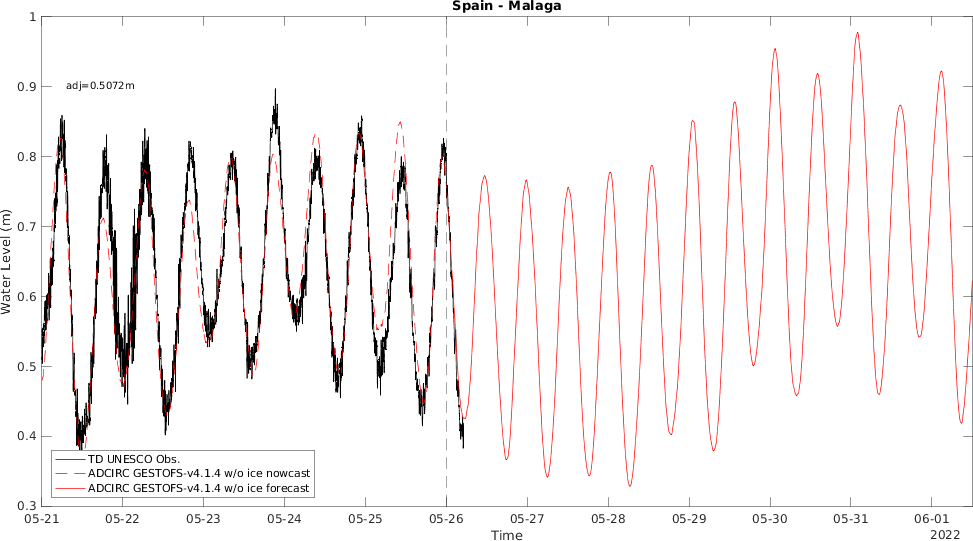 Spain - Malaga
1
0.9
0.8
0.7
0.6
0.5
0.4
0.3
Water Level (m)
adj=0.5072m
TD UNESCO Obs.
ADCIRC GESTOFS-v4.1.4 w/o ice nowcast
ADCIRC GESTOFS-v4.1.4 w/o ice forecast
05-21 05-22 05-23 05-24 05-25 05-26 05-27 05-28 05-29 05-30 05-31 06-01
2022
Time